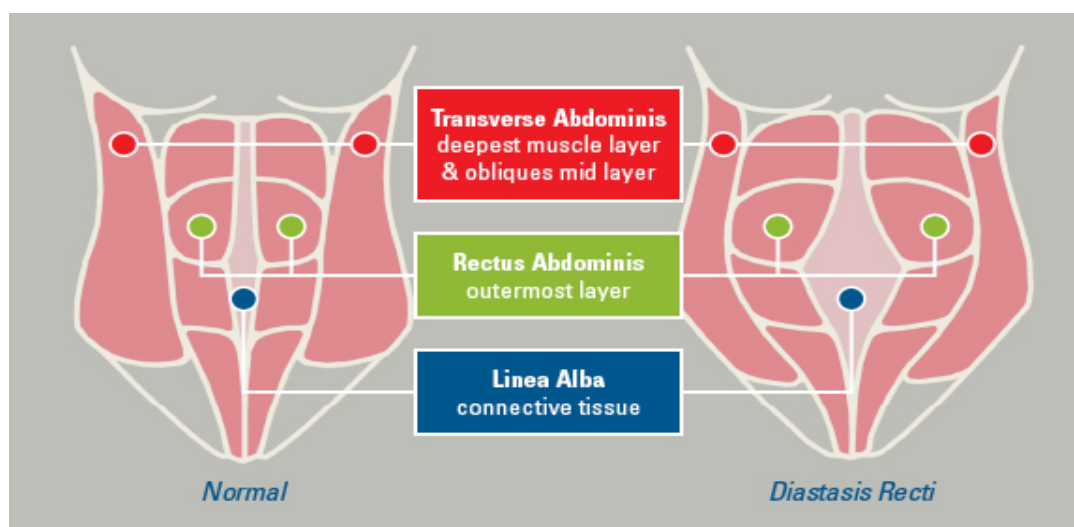 Transverse Abdominis
deepest muscle layer
& obliques mid layer
Rectus Abdominis
outermost layer
Linea Alba
connective tissue
Normal
Diastasis Recti